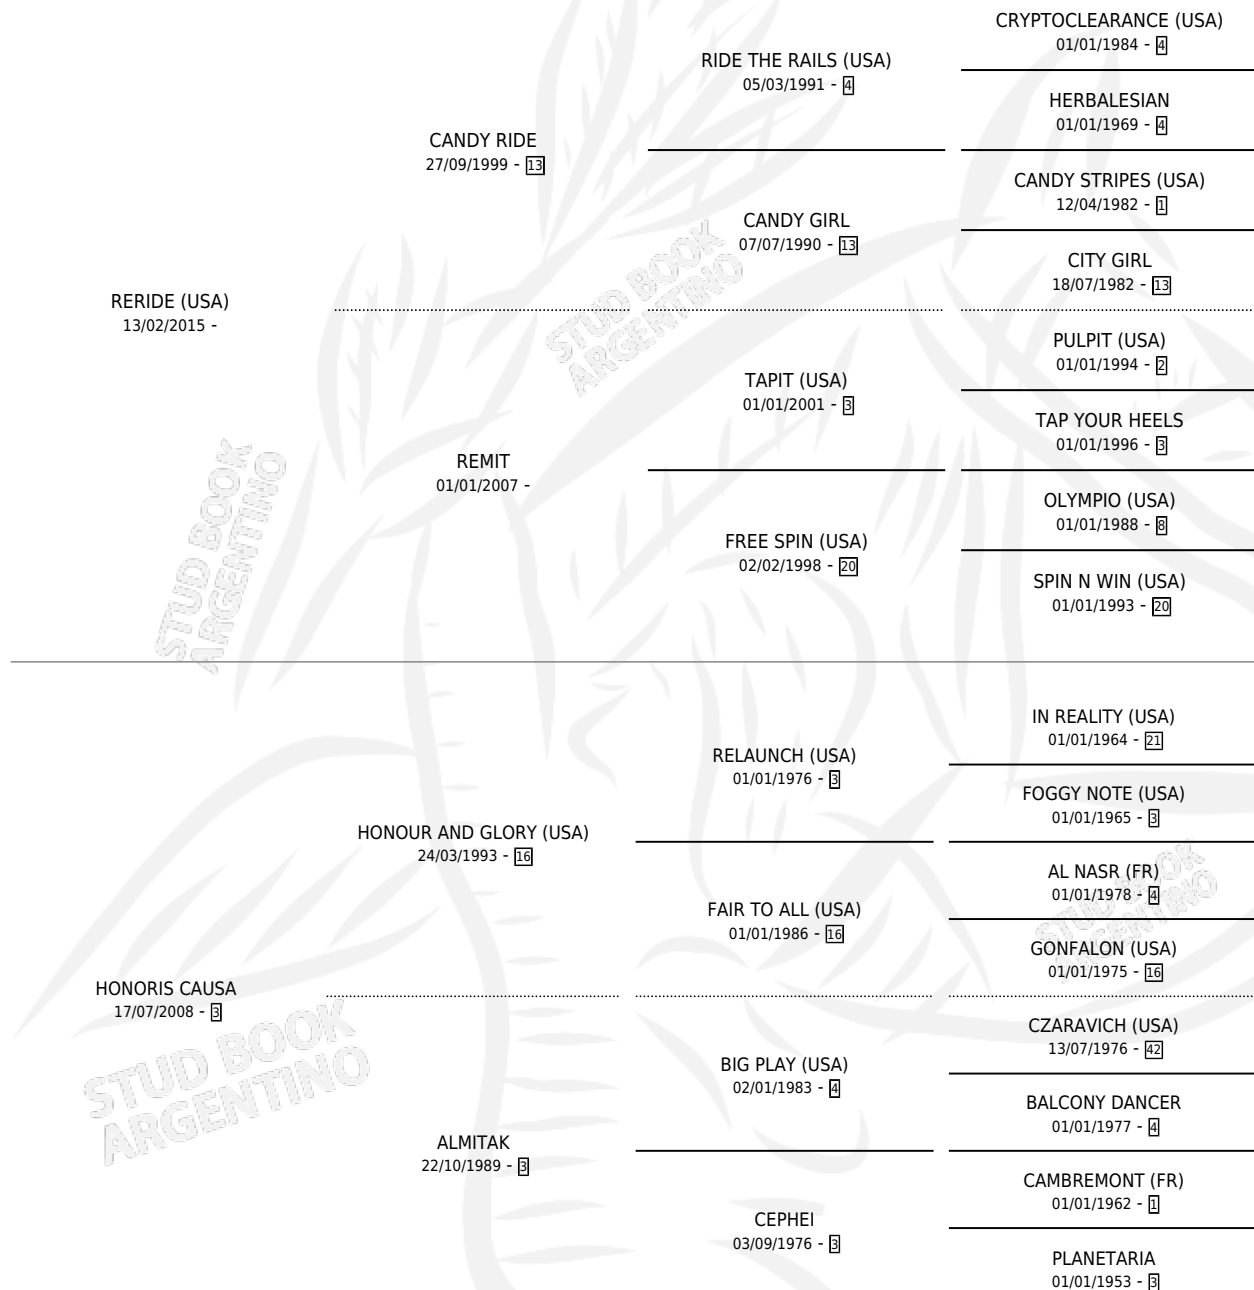 CRYPTOCLEARANCE (USA)
01/01/1984 - 4
RIDE THE RAILS (USA)
05/03/1991 - 4
HERBALESIAN
01/01/1969 - 4
CANDY RIDE
27/09/1999 - 13
CANDY STRIPES (USA)
12/04/1982 - 1
CANDY GIRL
07/07/1990 - 13
CITY GIRL
18/07/1982 - 13
RERIDE (USA)
13/02/2015 -
STUD BOOK
ARGENTINO
PULPIT (USA)
01/01/1994 - 2
TAPIT (USA)
01/01/2001 - 3
TAP YOUR HEELS
01/01/1996 - 3
REMIT
01/01/2007 -
OLYMPIO (USA)
01/01/1988 - 8
FREE SPIN (USA)
02/02/1998 - 20
SPIN N WIN (USA)
01/01/1993 - 20
STUD BOOK
ARGENTINO
IN REALITY (USA)
01/01/1964 - 21
RELAUNCH (USA)
01/01/1976 - 3
FOGGY NOTE (USA)
01/01/1965 - 3
HONOUR AND GLORY (USA)
24/03/1993 - 16
AL NASR (FR)
01/01/1978 - 4
FAIR TO ALL (USA)
01/01/1986 - 16
STUD BOOK
ARGENTINO
GONFALON (USA)
01/01/1975 - 16
HONORIS CAUSA
17/07/2008 - 3
STUD BOOK
ARGENTINO
CZARAVICH (USA)
13/07/1976 - 42
BIG PLAY (USA)
02/01/1983 - 4
BALCONY DANCER
01/01/1977 - 4
ALMITAK
22/10/1989 - 3
CAMBREMONT (FR)
01/01/1962 - 1
CEPHEI
03/09/1976 - 3
PLANETARIA
01/01/1953 - 3